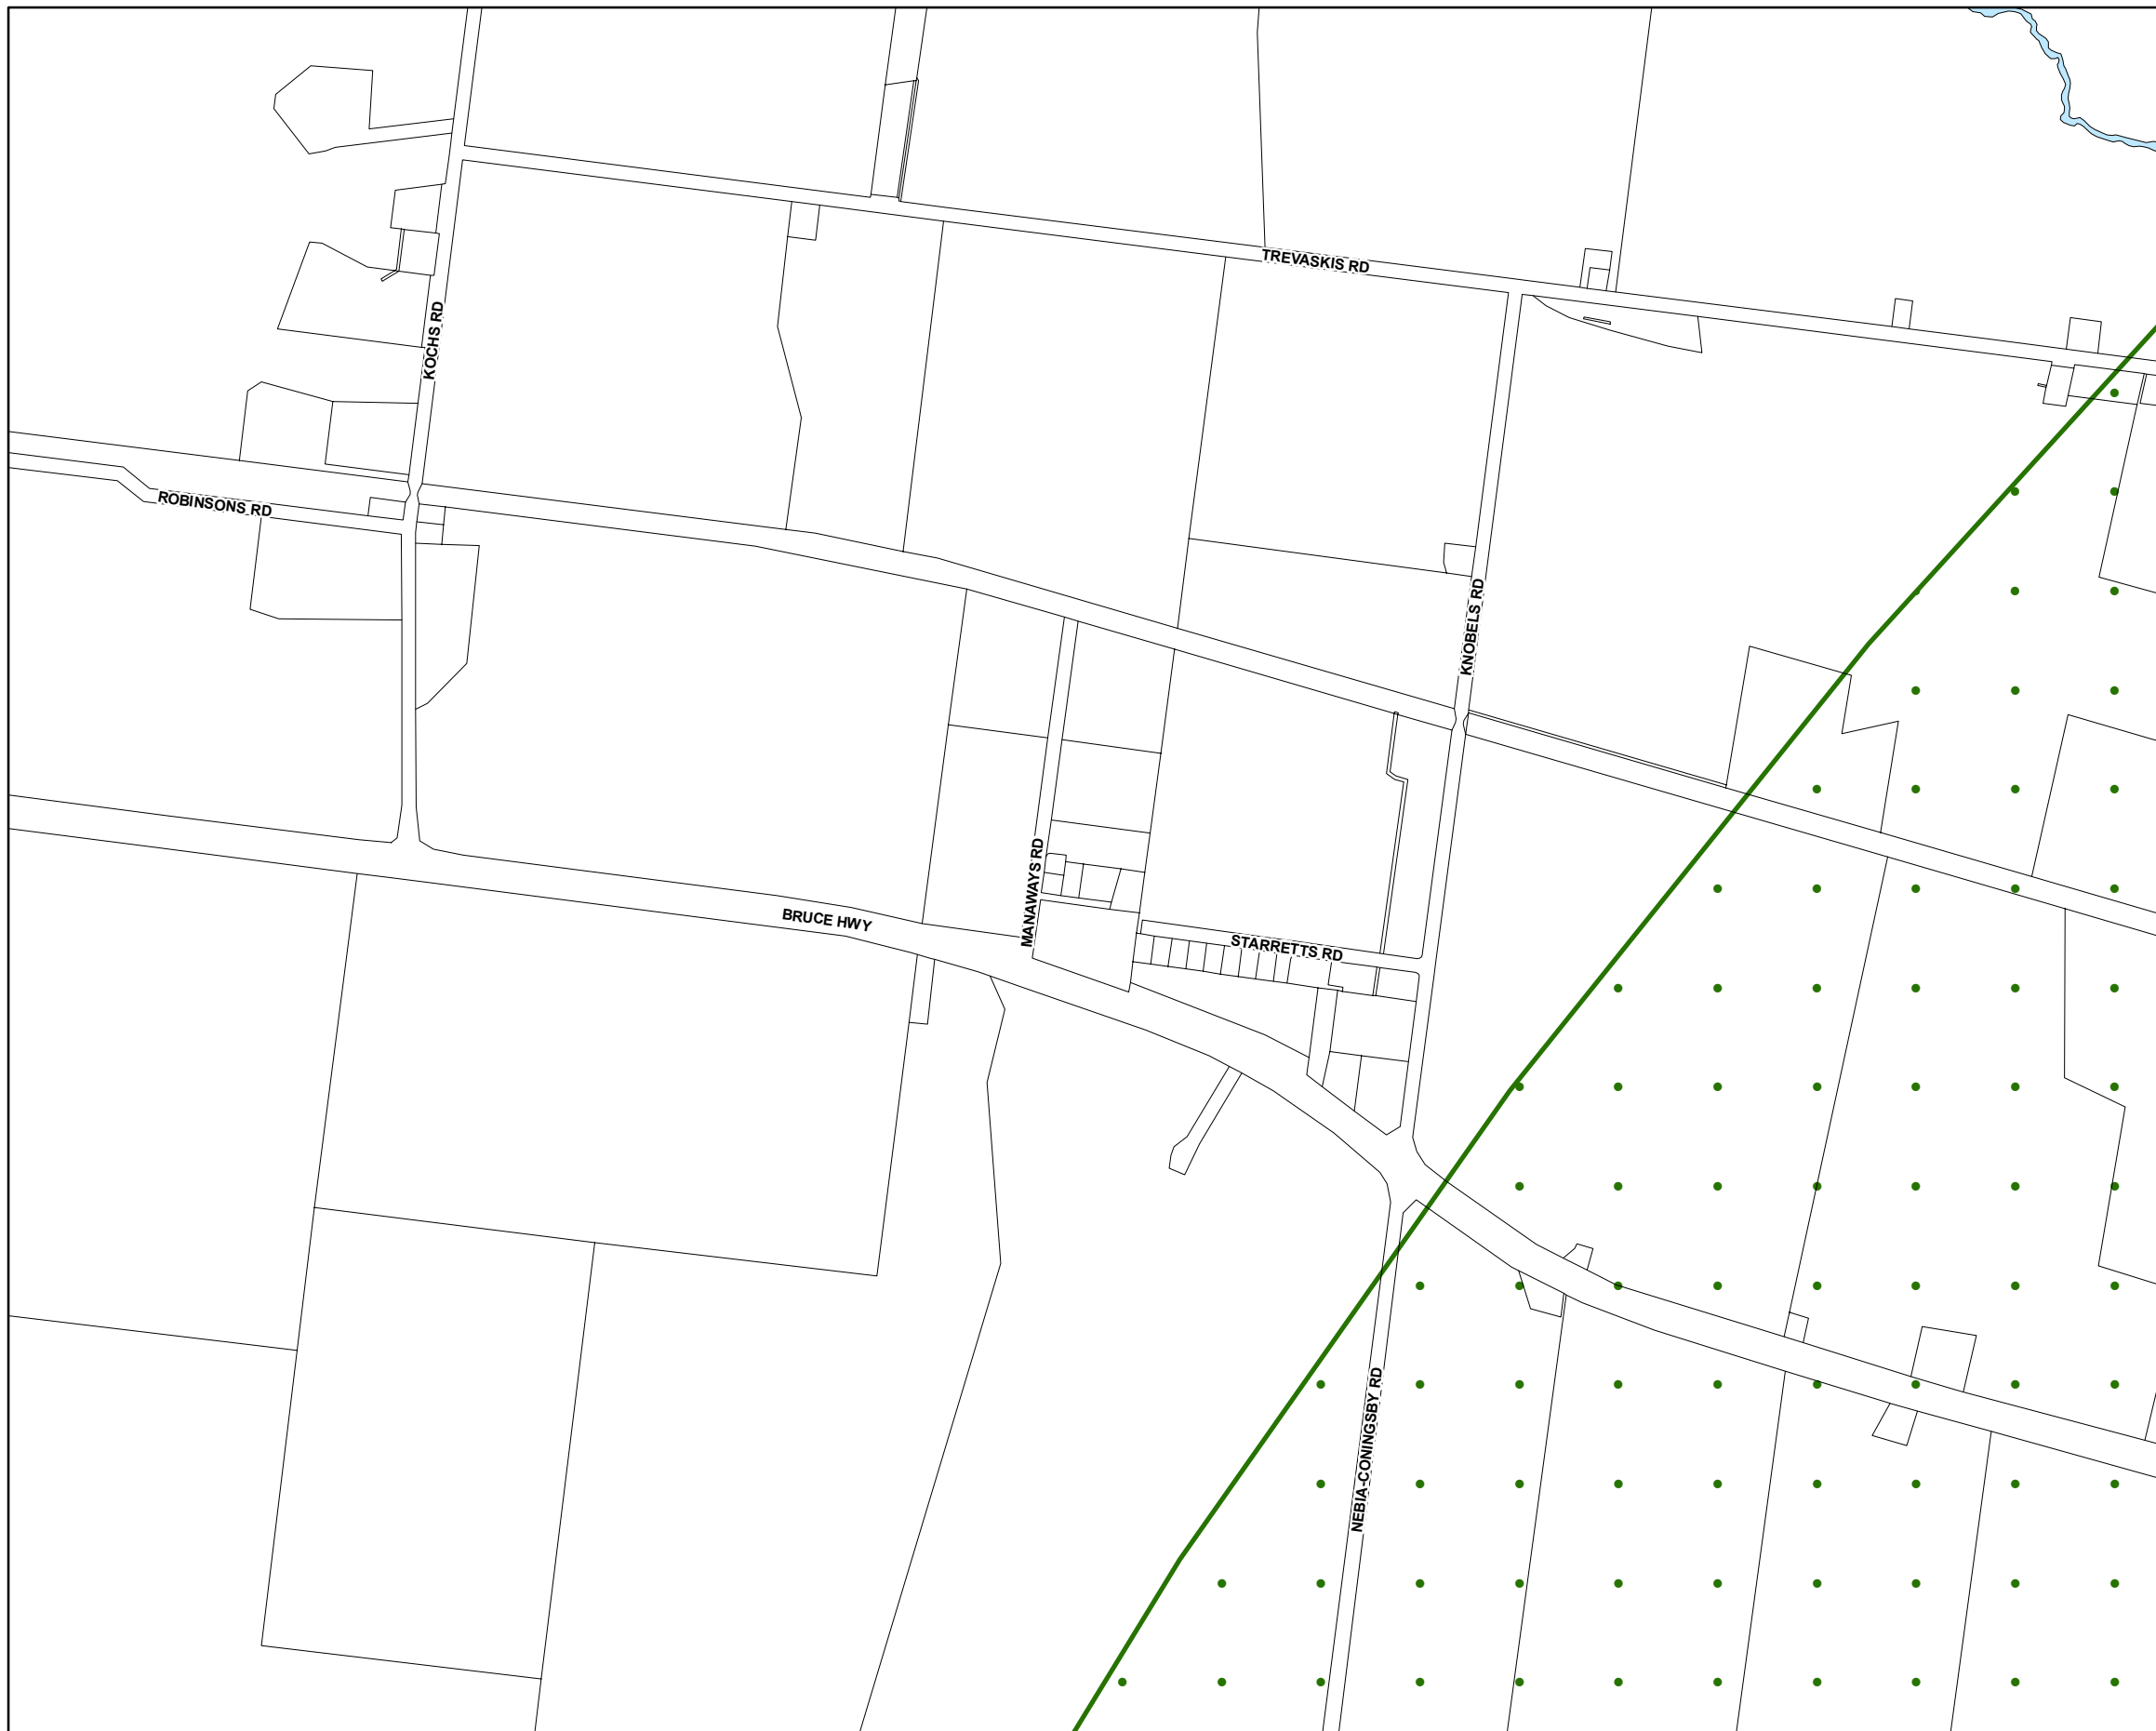 TREVASKIS RD
KOCHS RD
ROBINSONS RD
KNOBELS RD
MANAWAYS RD
BRUCE HWY
STARRETTS RD
NEBIA-CONINGSBY RD